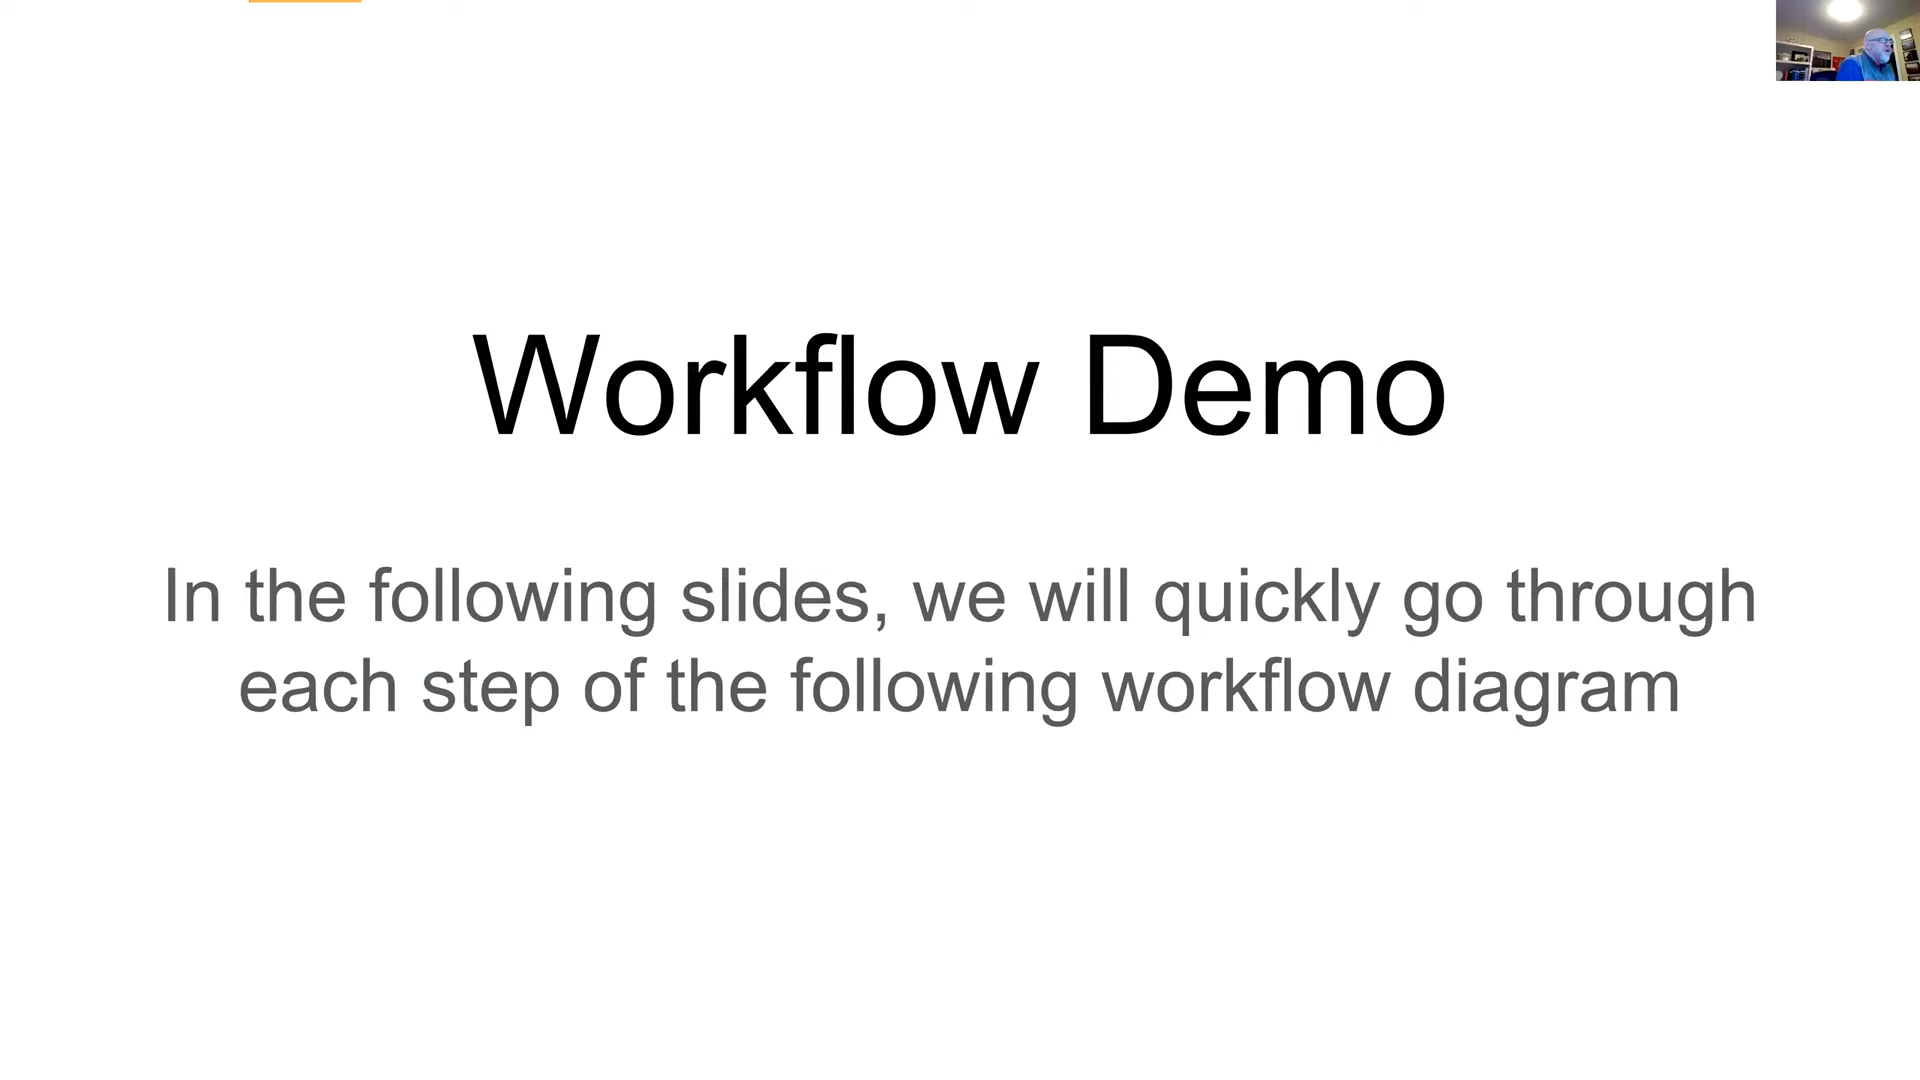 Workflow Demo
In the following slides, we will quickly go through
each step of the following workflow diagram